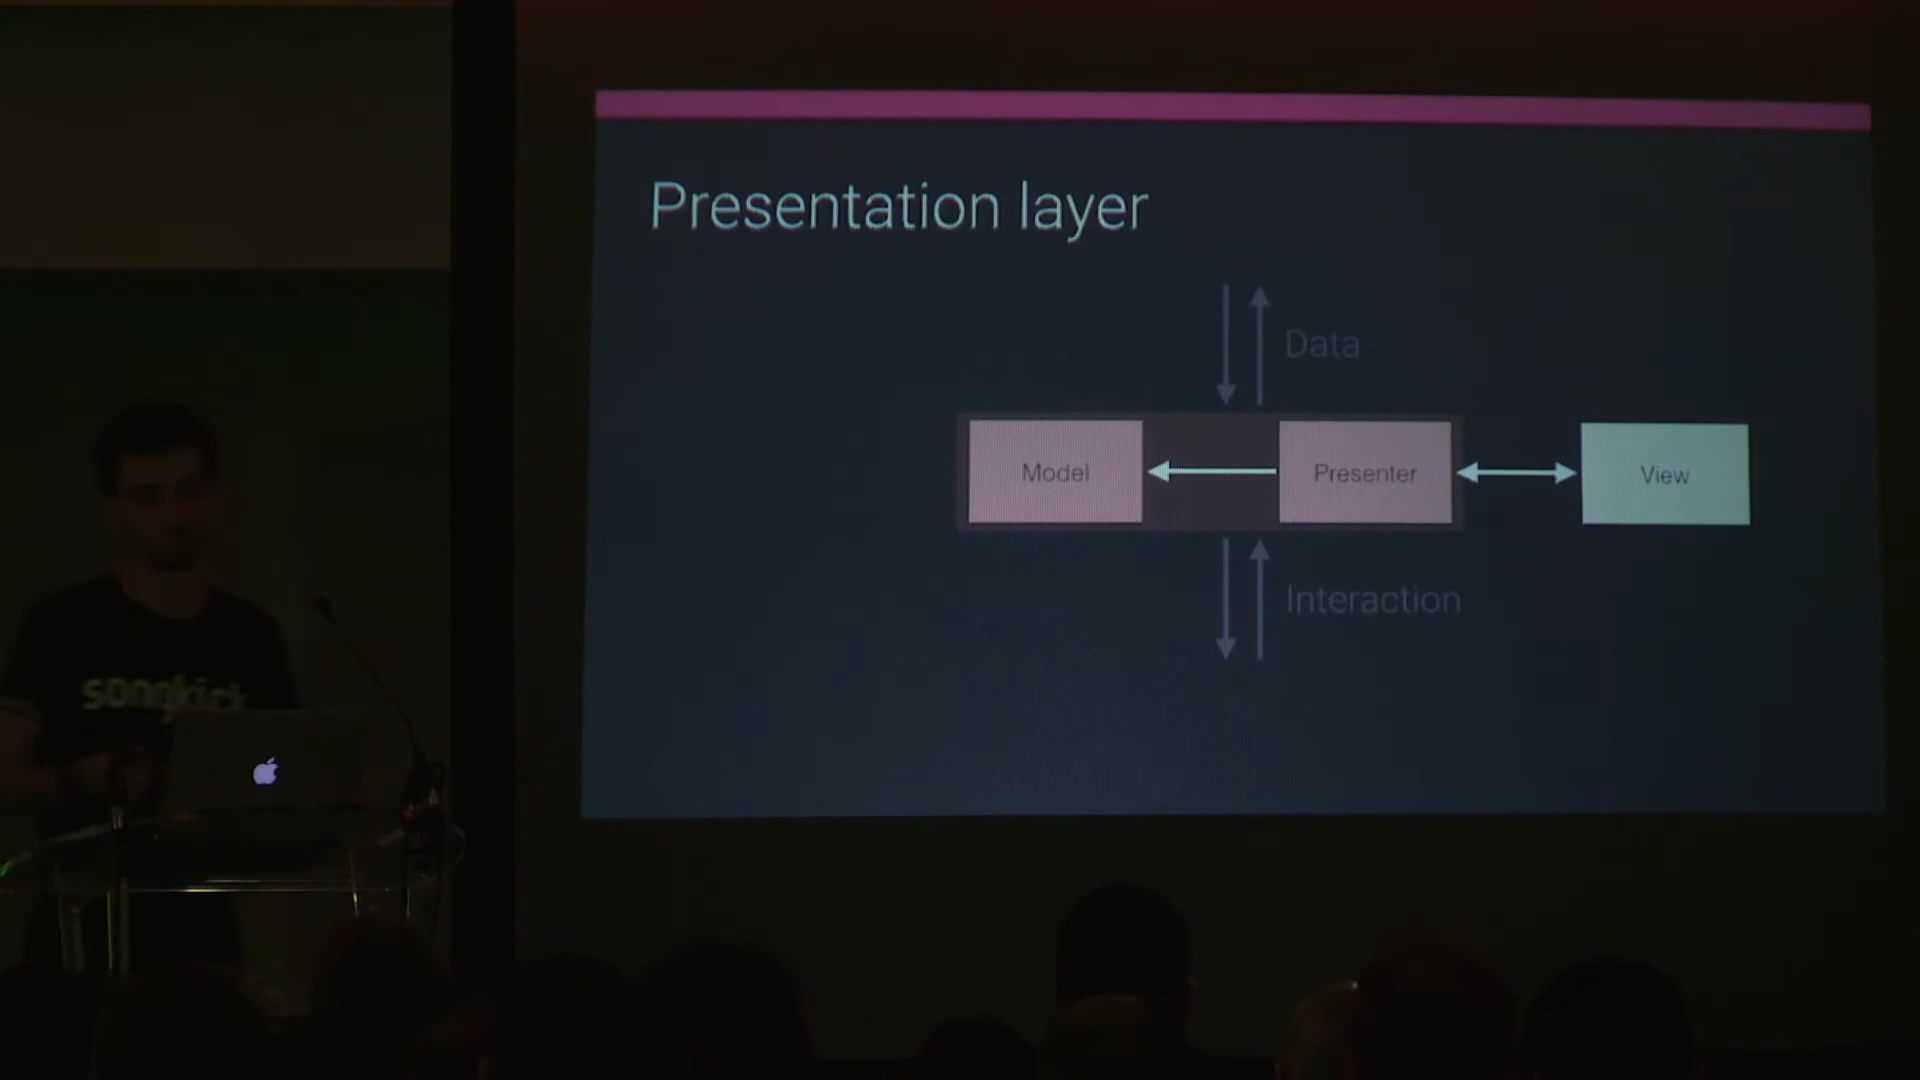 Presentation layer
Data
Model
Presenter
View
Interaction
songkick